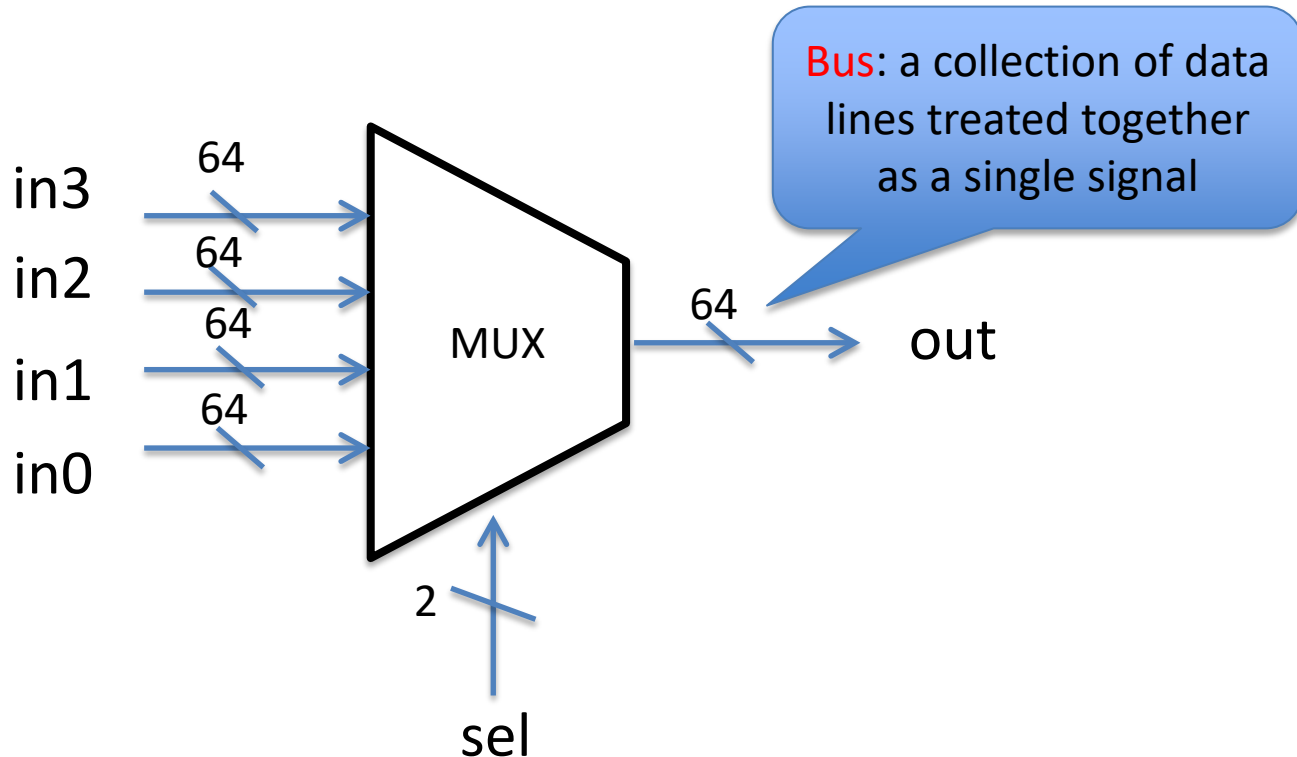 Bus: a collection of data
lines treated together
as a single signal
64
in3
64
in2
64
in1
64
in0
MUX
64
out
2
sel